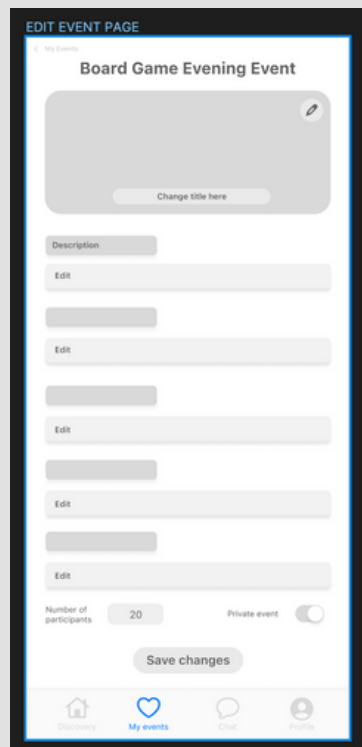 EDIT EVENT PAGE
My Events
Board Game Evening Event
Change title here
Description
Edit
Edit
Edit
Edit
Edit
Number of
participants
20
Private event
Save changes
Discovery
My events
Chat
Profile